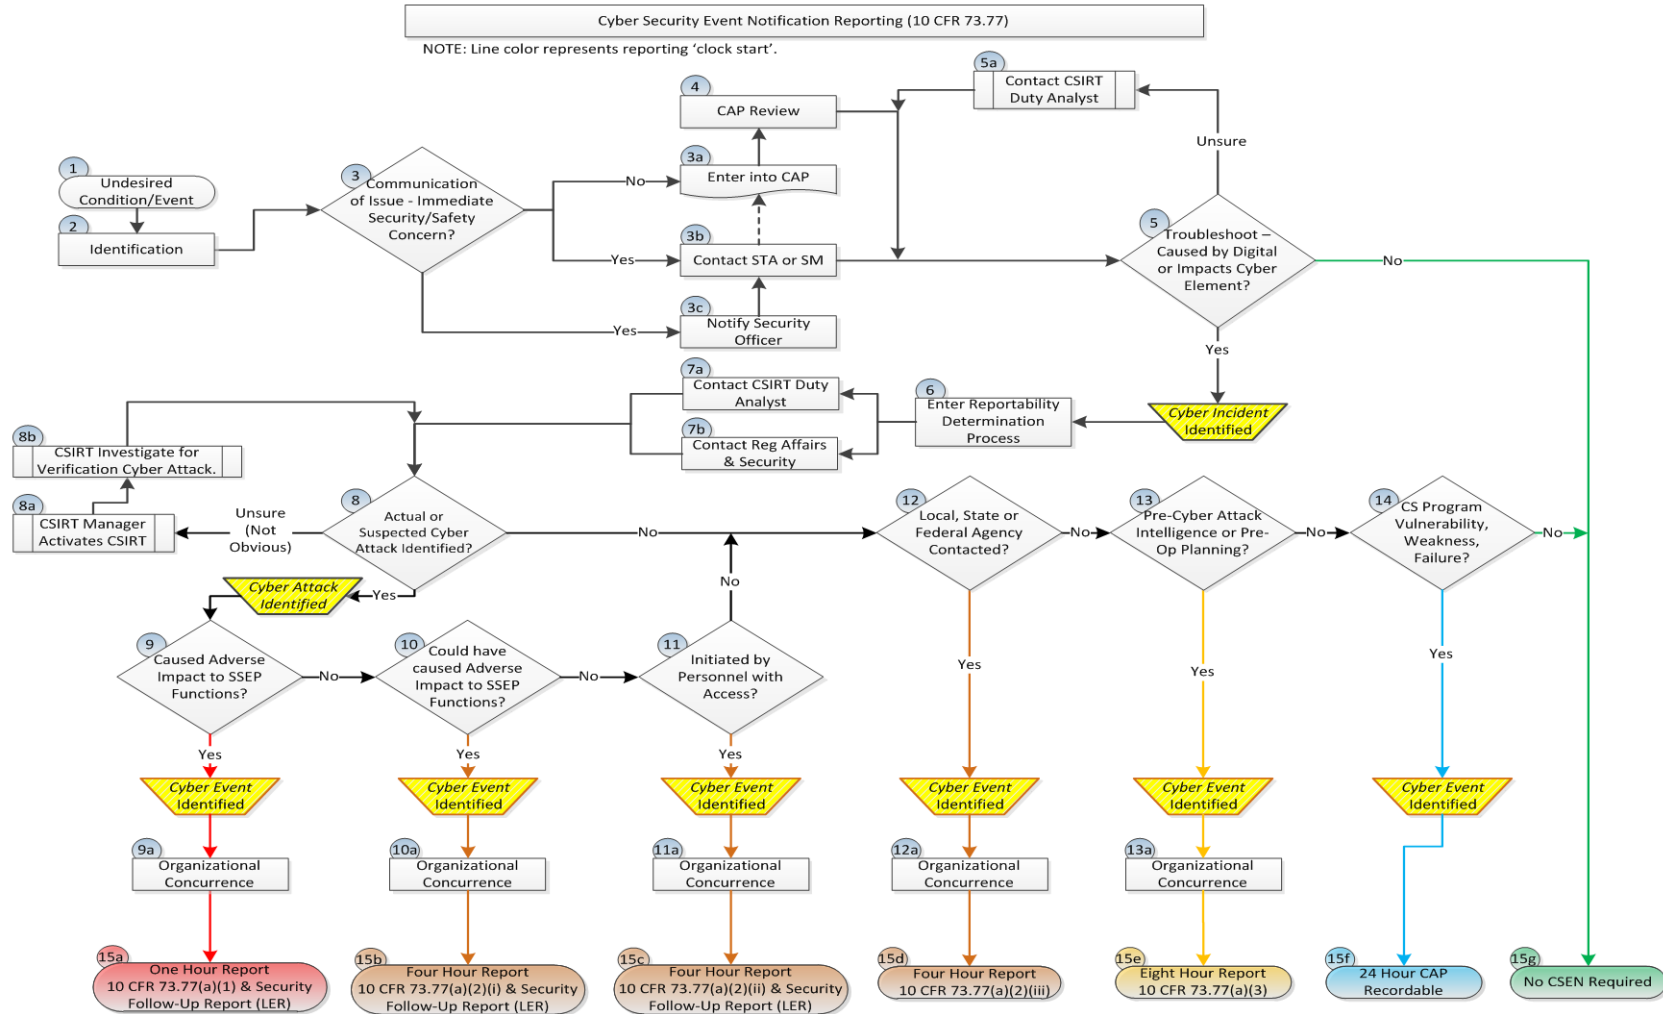 Cyber Security Event Notification Reporting (10 CFR 73.77)
NOTE: Line color represents reporting ‘clock start’.
1
Undesired
Condition/Event
2
Identification
3
Communication
of Issue - Immediate
Security/Safety
Concern?
No
Yes
Yes
4
CAP Review
3a
Enter into CAP
3b
Contact STA or SM
3c
Notify Security
Officer
5a
Contact CSIRT
Duty Analyst
Unsure
5
Troubleshoot –
Caused by Digital
or Impacts Cyber
Element?
No
Yes
Cyber Incident
Identified
6
Enter Reportability
Determination
Process
7a
Contact CSIRT Duty
Analyst
7b
Contact Reg Affairs
& Security
8b
CSIRT Investigate for
Verification Cyber Attack.
8a
CSIRT Manager
Activates CSIRT
Unsure
(Not
Obvious)
8
Actual or
Suspected Cyber
Attack Identified?
No
Yes
Cyber Attack
Identified
12
Local, State or
Federal Agency
Contacted?
No
13
Pre-Cyber Attack
Intelligence or Pre-
Op Planning?
No
14
CS Program
Vulnerability,
Weakness,
Failure?
No
9
Caused Adverse
Impact to SSEP
Functions?
No
10
Could have
caused Adverse
Impact to SSEP
Functions?
No
11
Initiated by
Personnel with
Access?
No
Yes
Yes
Yes
Yes
Yes
Yes
Cyber Event
Identified
Cyber Event
Identified
Cyber Event
Identified
Cyber Event
Identified
Cyber Event
Identified
Cyber Event
Identified
9a
Organizational
Concurrence
10a
Organizational
Concurrence
11a
Organizational
Concurrence
12a
Organizational
Concurrence
13a
Organizational
Concurrence
15a
One Hour Report
10 CFR 73.77(a)(1) & Security
Follow-Up Report (LER)
15b
Four Hour Report
10 CFR 73.77(a)(2)(i) & Security
Follow-Up Report (LER)
15c
Four Hour Report
10 CFR 73.77(a)(2)(ii) & Security
Follow-Up Report (LER)
15d
Four Hour Report
10 CFR 73.77(a)(2)(iii)
15e
Eight Hour Report
10 CFR 73.77(a)(3)
15f
24 Hour CAP
Recordable
15g
No CSEN Required